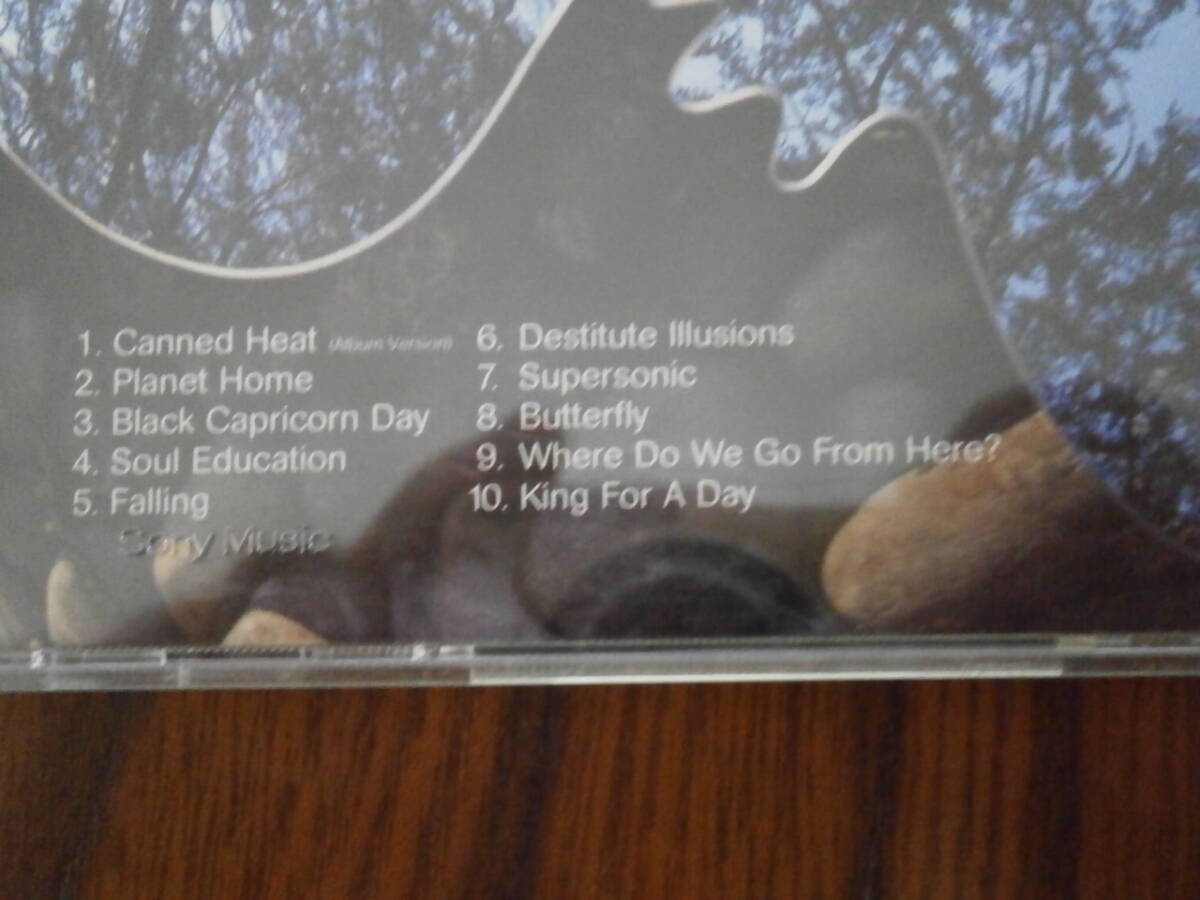 1. Canned Heat (Album Version)
2. Planet Home
3. Black Capricorn Day
4. Soul Education
5. Falling
6. Destitute Illusions
7. Supersonic
8. Butterfly
9. Where Do We Go From Here?
10. King For A Day
Sony Music